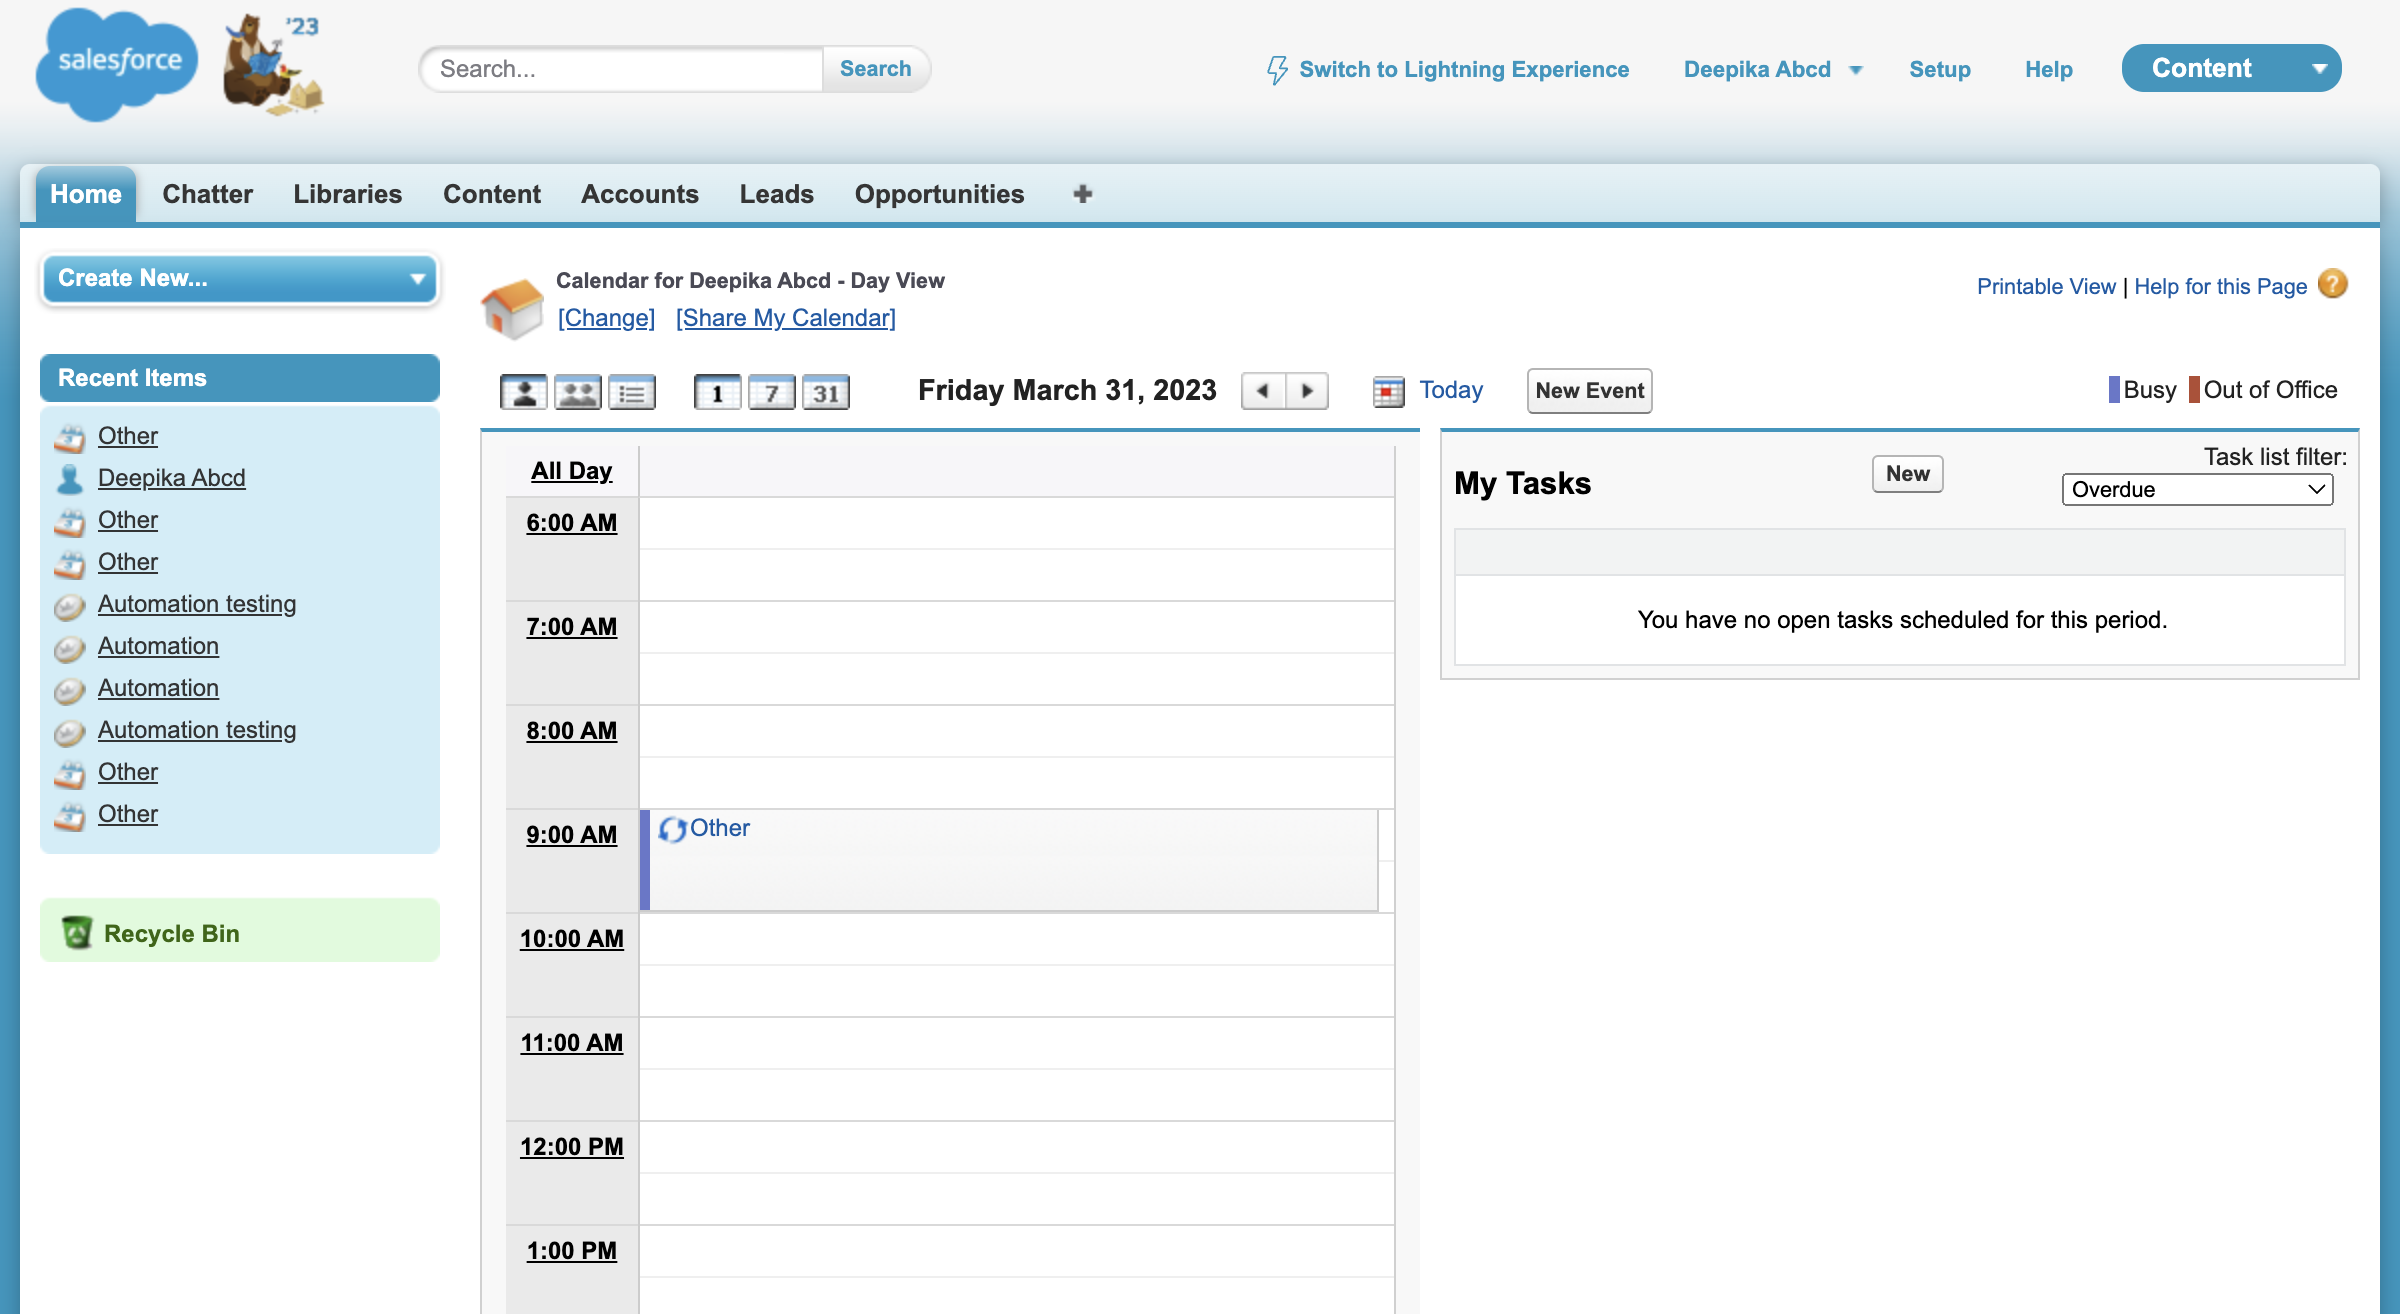 salesforce
'23
Search...
Search
Switch to Lightning Experience
Deepika Abcd
Setup
Help
Content
Home
Chatter
Libraries
Content
Accounts
Leads
Opportunities
Create New...
Recent Items
Other
Deepika Abcd
Other
Other
Automation testing
Automation
Automation
Automation testing
Other
Other
Recycle Bin
Calendar for Deepika Abcd - Day View
[Change] [Share My Calendar]
Printable View | Help for this Page ?
1
7
31
Friday March 31, 2023
Today
New Event
Busy
Out of Office
All Day
6:00 AM
7:00 AM
8:00 AM
9:00 AM
Other
10:00 AM
11:00 AM
12:00 PM
1:00 PM
My Tasks
New
Task list filter:
Overdue
You have no open tasks scheduled for this period.